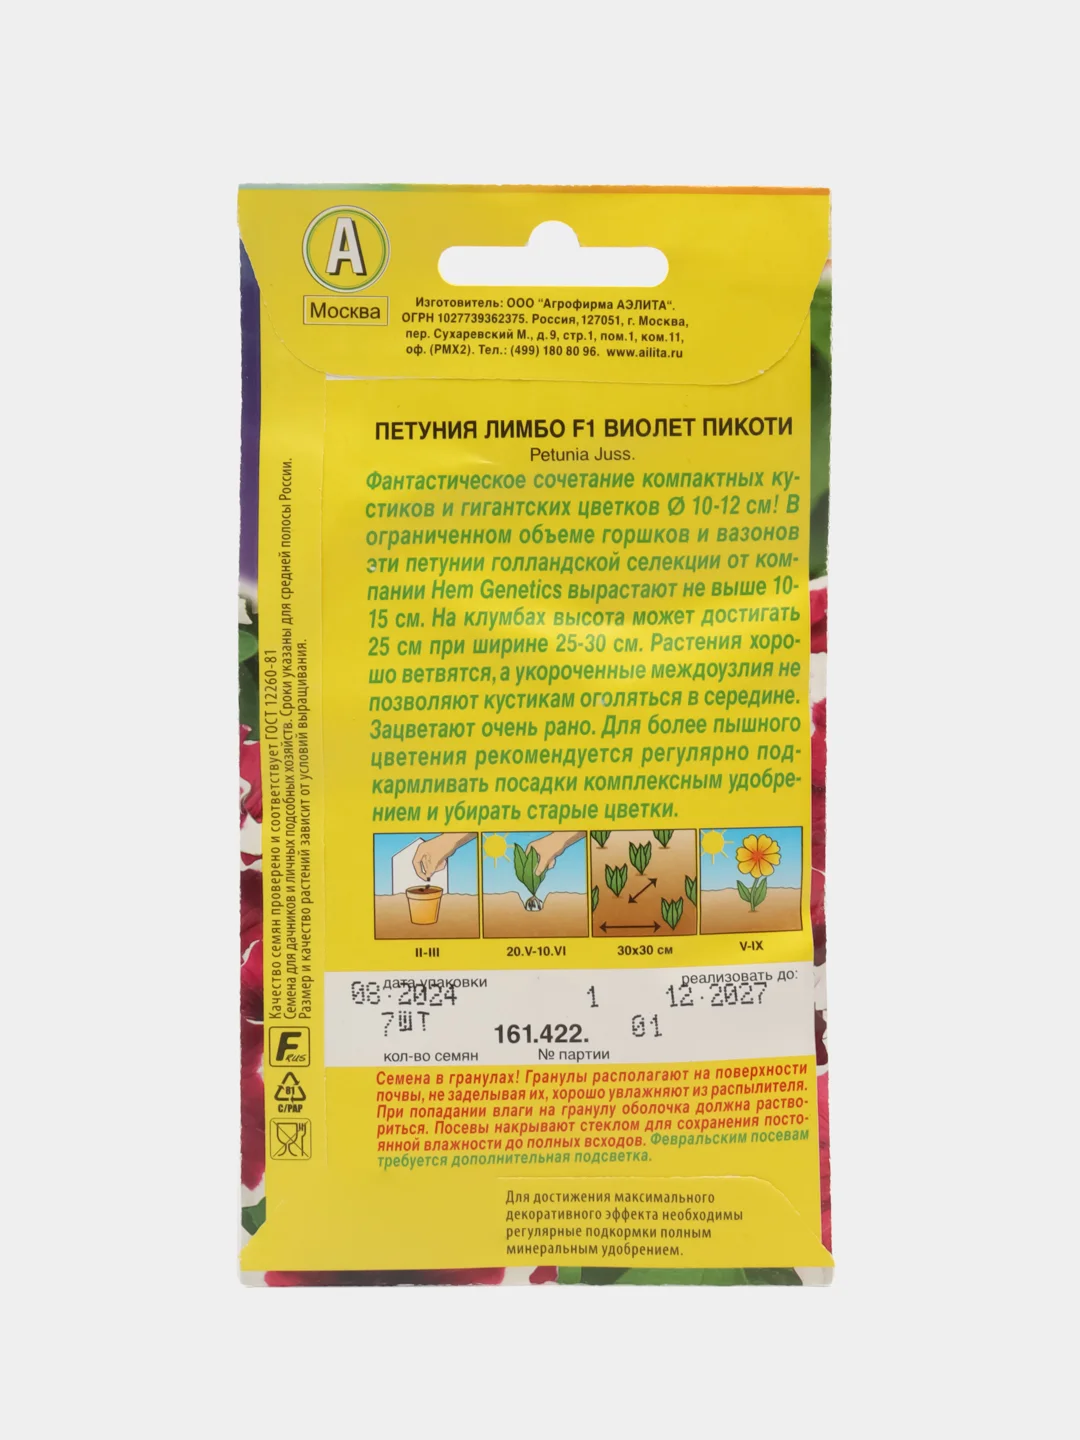 А
Москва
Изготовитель: ООО "Агрофирма АЭЛИТА".
ОГРН 1027739362375. Россия, 127051, г. Москва,
пер. Сухаревский М., д.9, стр.1, пом.1, ком.11,
оф. (РМХ2). Тел.: (499) 180 80 96. www.ailita.ru
ПЕТУНИЯ ЛИМБО F1 ВИОЛЕТ ПИКОТИ
Petunia Juss.
Фантастическое сочетание компактных ку-
стиков и гигантских цветков Ø 10-12 см! В
ограниченном объеме горшков и вазонов
эти петунии голландской селекции от ком-
пании Hem Genetics вырастают не выше 10-
15 см. На клумбах высота может достигать
25 см при ширине 25-30 см. Растения хоро-
шо ветвятся, а укороченные междоузлия не
позволяют кустикам оголяться в середине.
Зацветают очень рано. Для более пышного
цветения рекомендуется регулярно под-
кармливать посадки комплексным удобре-
нием и убирать старые цветки.
II-III
20.V-10.VI
30х30 см
V-IX
дата упаковки
реализовать до:
08.2024
1
12.2027
7ШТ
161.422.
01
кол-во семян
№ партии
Семена в гранулах! Гранулы располагают на поверхности
почвы, не заделывая их, хорошо увлажняют из распылителя.
При попадании влаги на гранулу оболочка должна раство-
риться. Посевы накрывают стеклом для сохранения посто-
янной влажности до полных всходов. Февральским посевам
требуется дополнительная подсветка.
Для достижения максимального
декоративного эффекта необходимы
регулярные подкормки полным
минеральным удобрением.
Качество семян проверено и соответствует ГОСТ 12260-81
Семена для дачников и личных подсобных хозяйств. Сроки указаны для средней полосы России.
Размер и качество растений зависит от условий выращивания.
F RUS
81
C/PAP